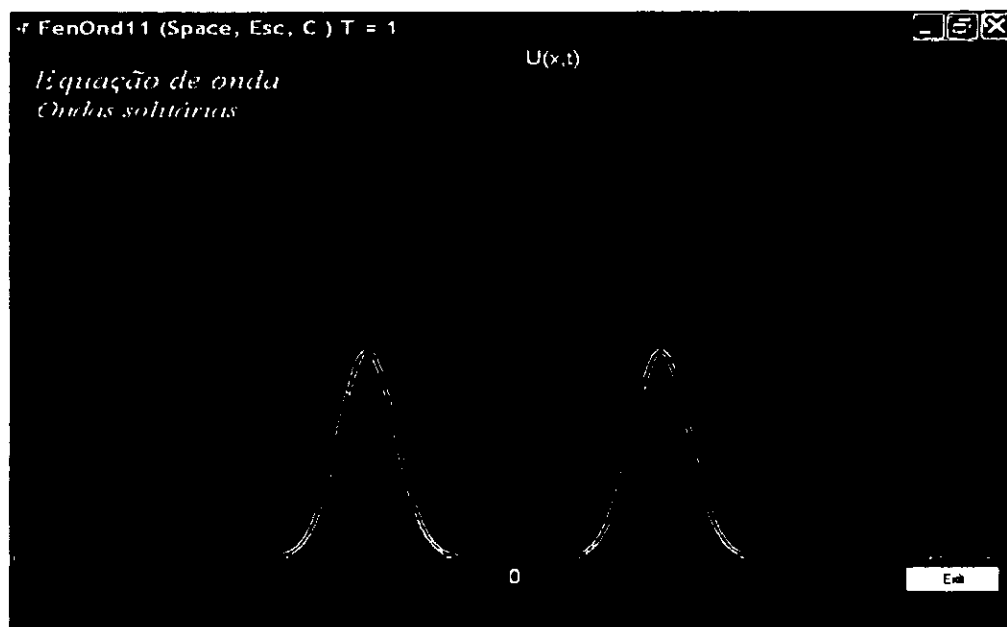 FenOnd11 (Space, Esc, C ) T = 1
U(x,t)
Equação de onda
Ondas solitárias
0
Exit